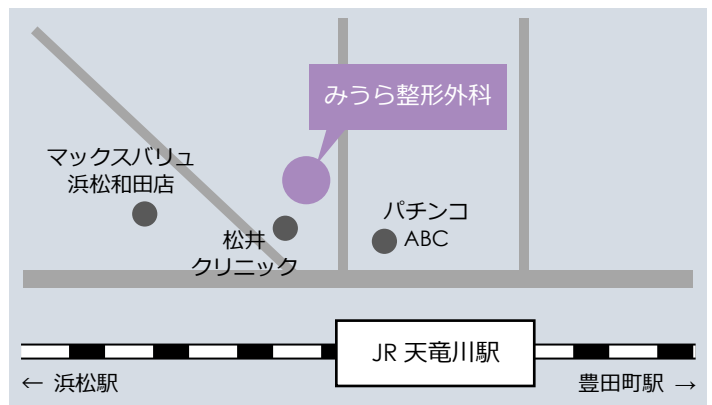 みうら整形外科
マックスバリュ
浜松和田店
パチンコ
ABC
松井
クリニック
JR 天竜川駅
← 浜松駅
豊田町駅 →